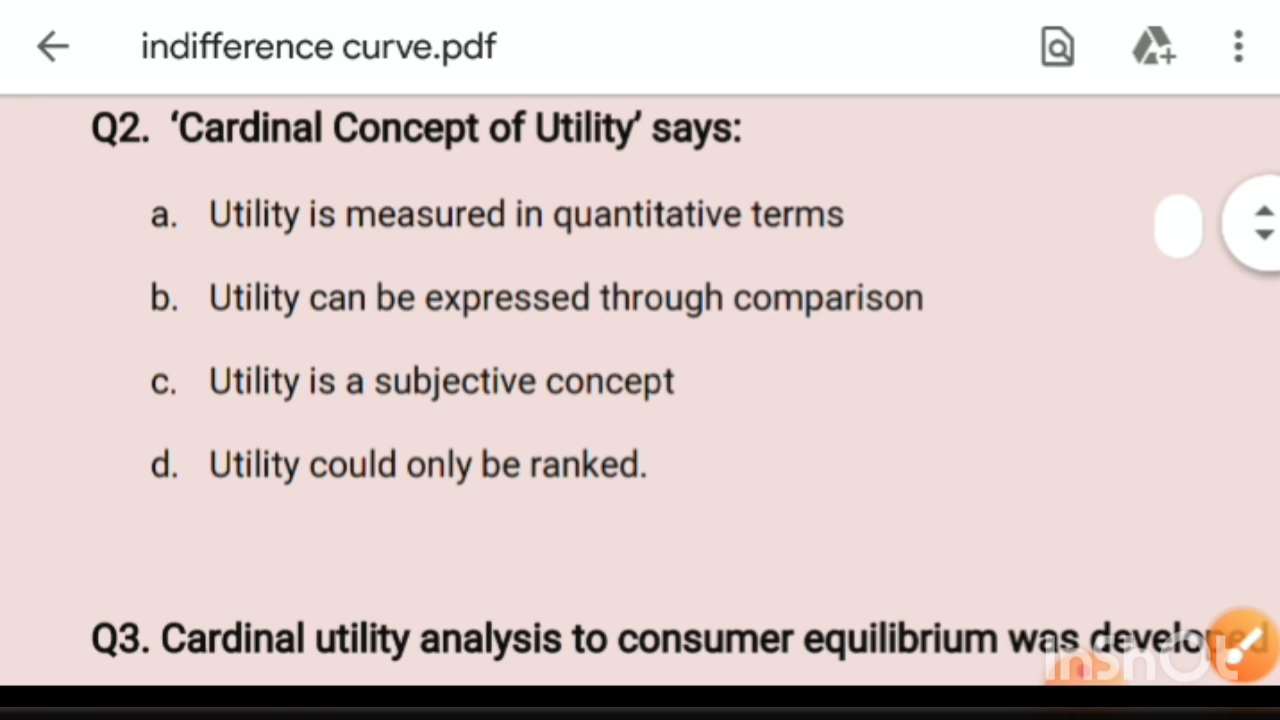 indifference curve.pdf
Q2. ‘Cardinal Concept of Utility’ says:
a. Utility is measured in quantitative terms
b. Utility can be expressed through comparison
c. Utility is a subjective concept
d. Utility could only be ranked.
Q3. Cardinal utility analysis to consumer equilibrium was developed
InShOt